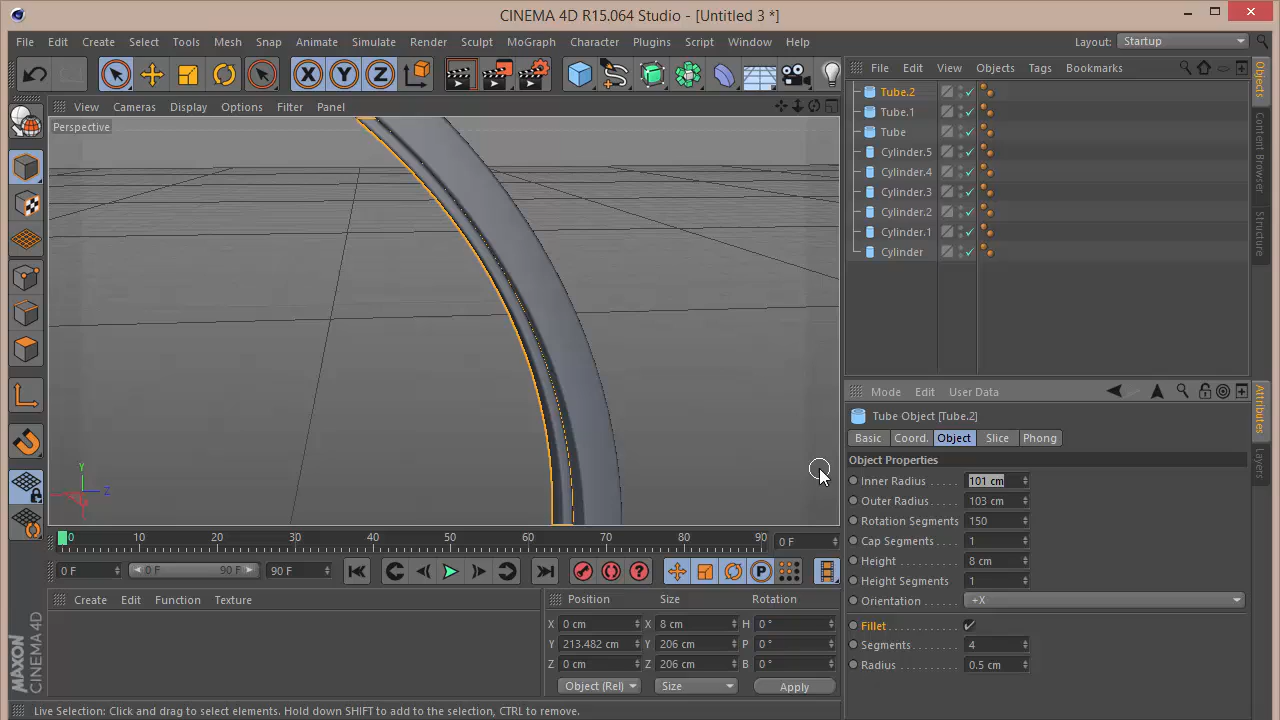 CINEMA 4D R15.064 Studio - [Untitled 3 *]
File Edit Create Select Tools Mesh Snap Animate Simulate Render Sculpt MoGraph Character Plugins Script Window Help
Layout: Startup
X Y Z
File Edit View Objects Tags Bookmarks
View Cameras Display Options Filter Panel
Perspective
Tube.2
Tube.1
Tube
Cylinder.5
Cylinder.4
Cylinder.3
Cylinder.2
Cylinder.1
Cylinder
Objects
Content Browser
Structure
Mode Edit User Data
Tube Object [Tube.2]
Basic Coord. Object Slice Phong
Object Properties
Inner Radius 101 cm
Outer Radius 103 cm
Rotation Segments 150
Cap Segments 1
Height 8 cm
Height Segments 1
Orientation +X
Fillet
Segments 4
Radius 0.5 cm
Attributes
Layers
Y
Z
0 10 20 30 40 50 60 70 80 90
0 F
0 F 0 F 90 F 90 F
P
Create Edit Function Texture
Position Size Rotation
X 0 cm X 8 cm H 0 °
Y 213.482 cm Y 206 cm P 0 °
Z 0 cm Z 206 cm B 0 °
Object (Rel) Size Apply
MAXON
CINEMA 4D
Live Selection: Click and drag to select elements. Hold down SHIFT to add to the selection, CTRL to remove.